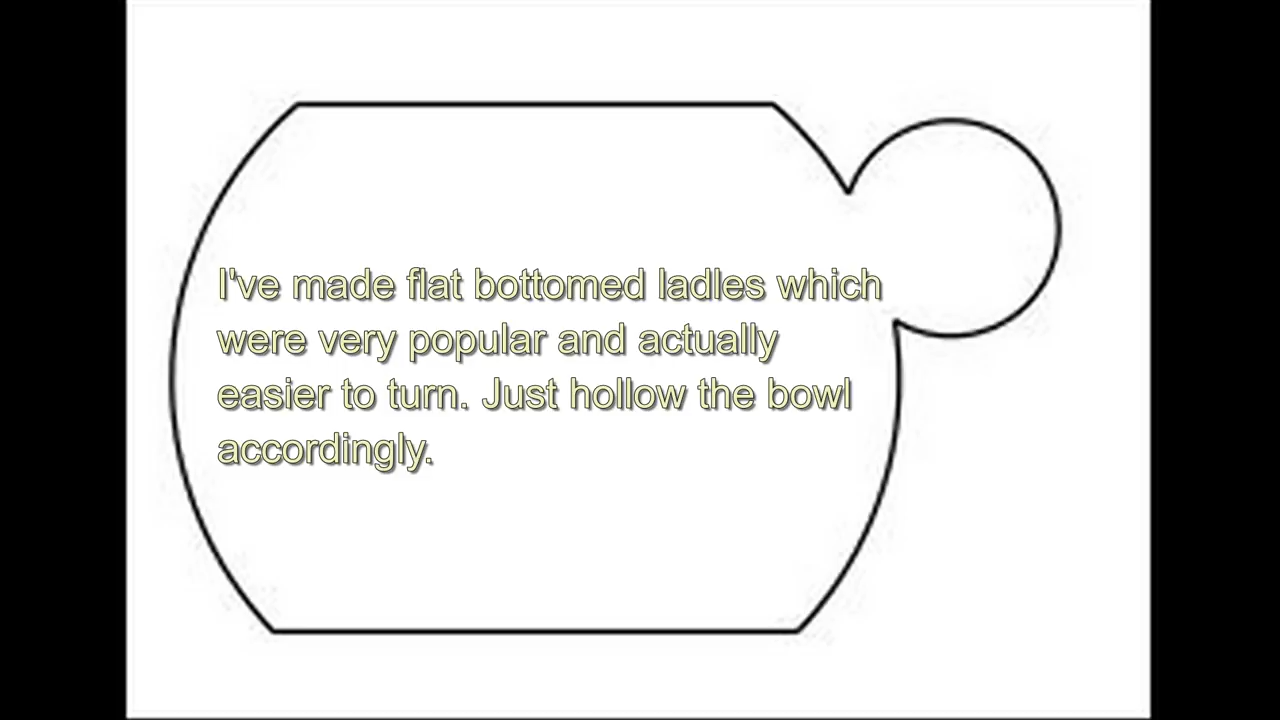 I've made flat bottomed ladles which
were very popular and actually
easier to turn. Just hollow the bowl
accordingly.